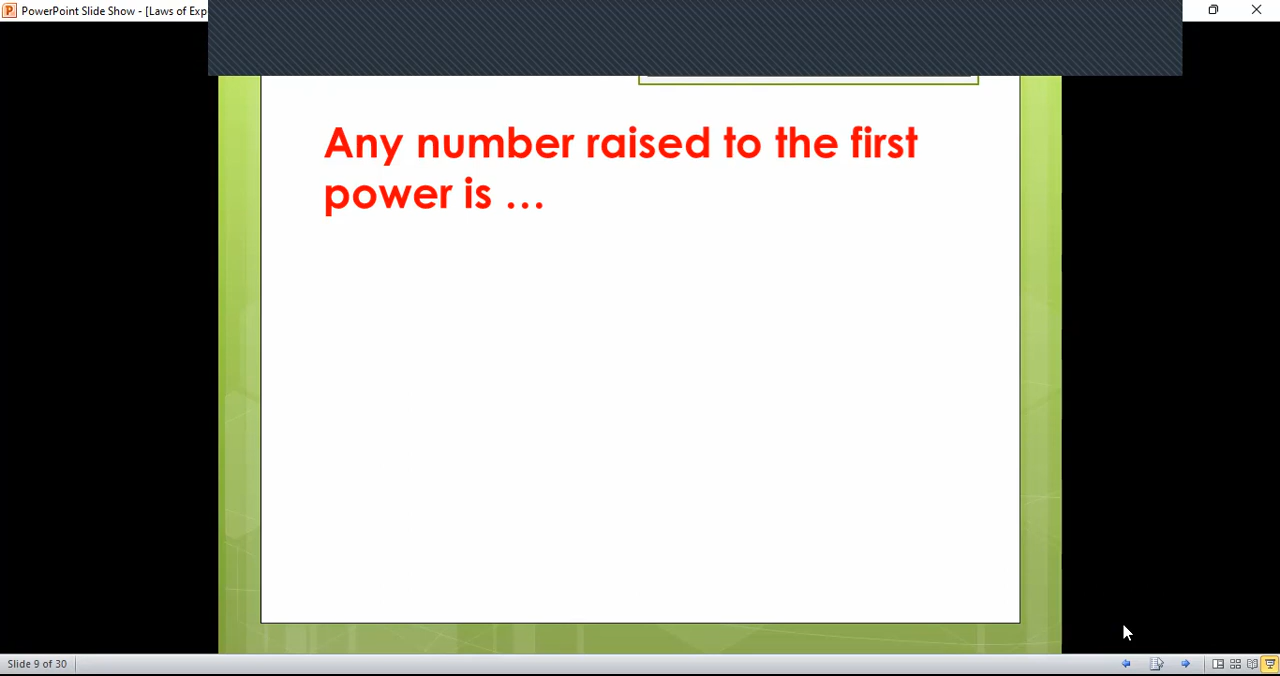 PowerPoint Slide Show - [Laws of Exp
Any number raised to the first
power is …
Slide 9 of 30